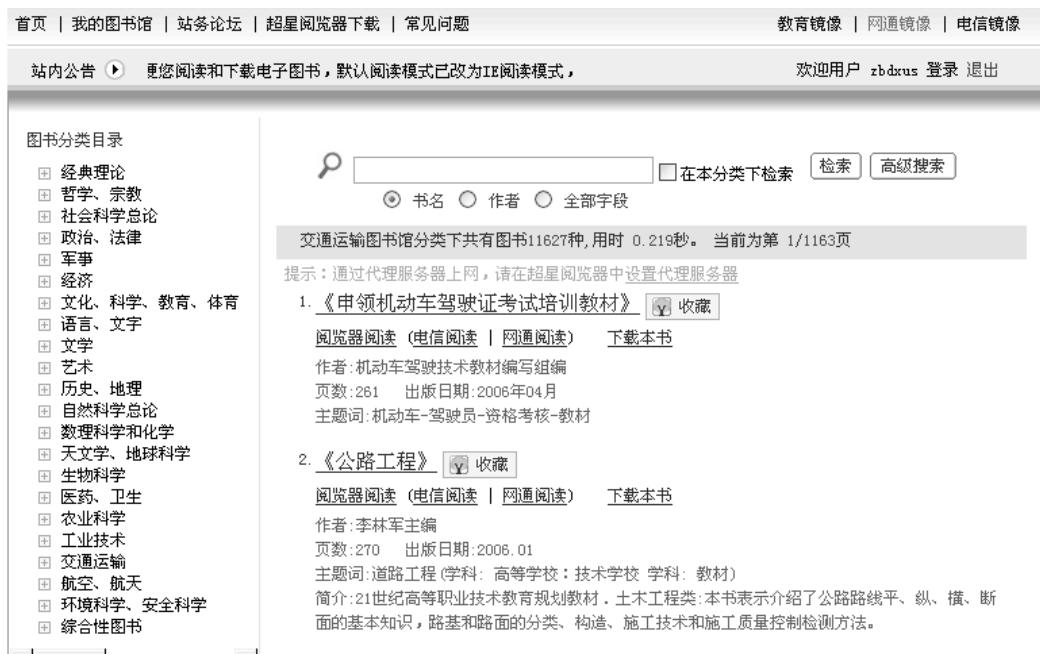 首页 | 我的图书馆 | 站务论坛 | 超星阅览器下载 | 常见问题
教育镜像 | 网通镜像 | 电信镜像
站内公告 更您阅读和下载电子图书，默认阅读模式已改为IE阅读模式，
欢迎用户 zbdxus 登录 退出
图书分类目录
经典理论
哲学、宗教
社会科学总论
政治、法律
军事
经济
文化、科学、教育、体育
语言、文字
文学
艺术
历史、地理
自然科学总论
数理科学和化学
天文学、地球科学
生物科学
医药、卫生
农业科学
工业技术
交通运输
航空、航天
环境科学、安全科学
综合性图书
在本分类下检索 检索 高级搜索
书名 作者 全部字段
交通运输图书馆分类下共有图书11627种,用时 0.219秒。 当前为第 1/1163页
提示：通过代理服务器上网，请在超星阅览器中设置代理服务器
1.《申领机动车驾驶证考试培训教材》 收藏
阅览器阅读 (电信阅读 | 网通阅读) 下载本书
作者:机动车驾驶技术教材编写组编
页数:261 出版日期:2006年04月
主题词:机动车-驾驶员-资格考核-教材
2.《公路工程》 收藏
阅览器阅读 (电信阅读 | 网通阅读) 下载本书
作者:李林军主编
页数:270 出版日期:2006.01
主题词:道路工程(学科: 高等学校：技术学校 学科: 教材)
简介:21世纪高等职业技术教育规划教材．土木工程类:本书表示介绍了公路路线平、纵、横、断
面的基本知识，路基和路面的分类、构造、施工技术和施工质量控制检测方法。